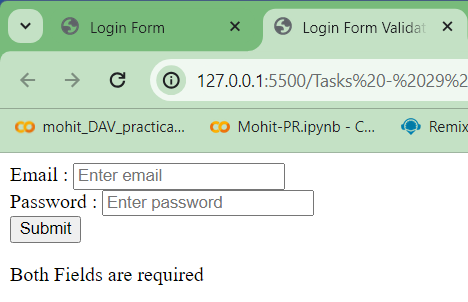 Login Form
Login Form Validat
127.0.0.1:5500/Tasks%20-%2029%2
mohit_DAV_practica...
Mohit-PR.ipynb - C...
Remix
Email : Enter email
Password : Enter password
Submit
Both Fields are required